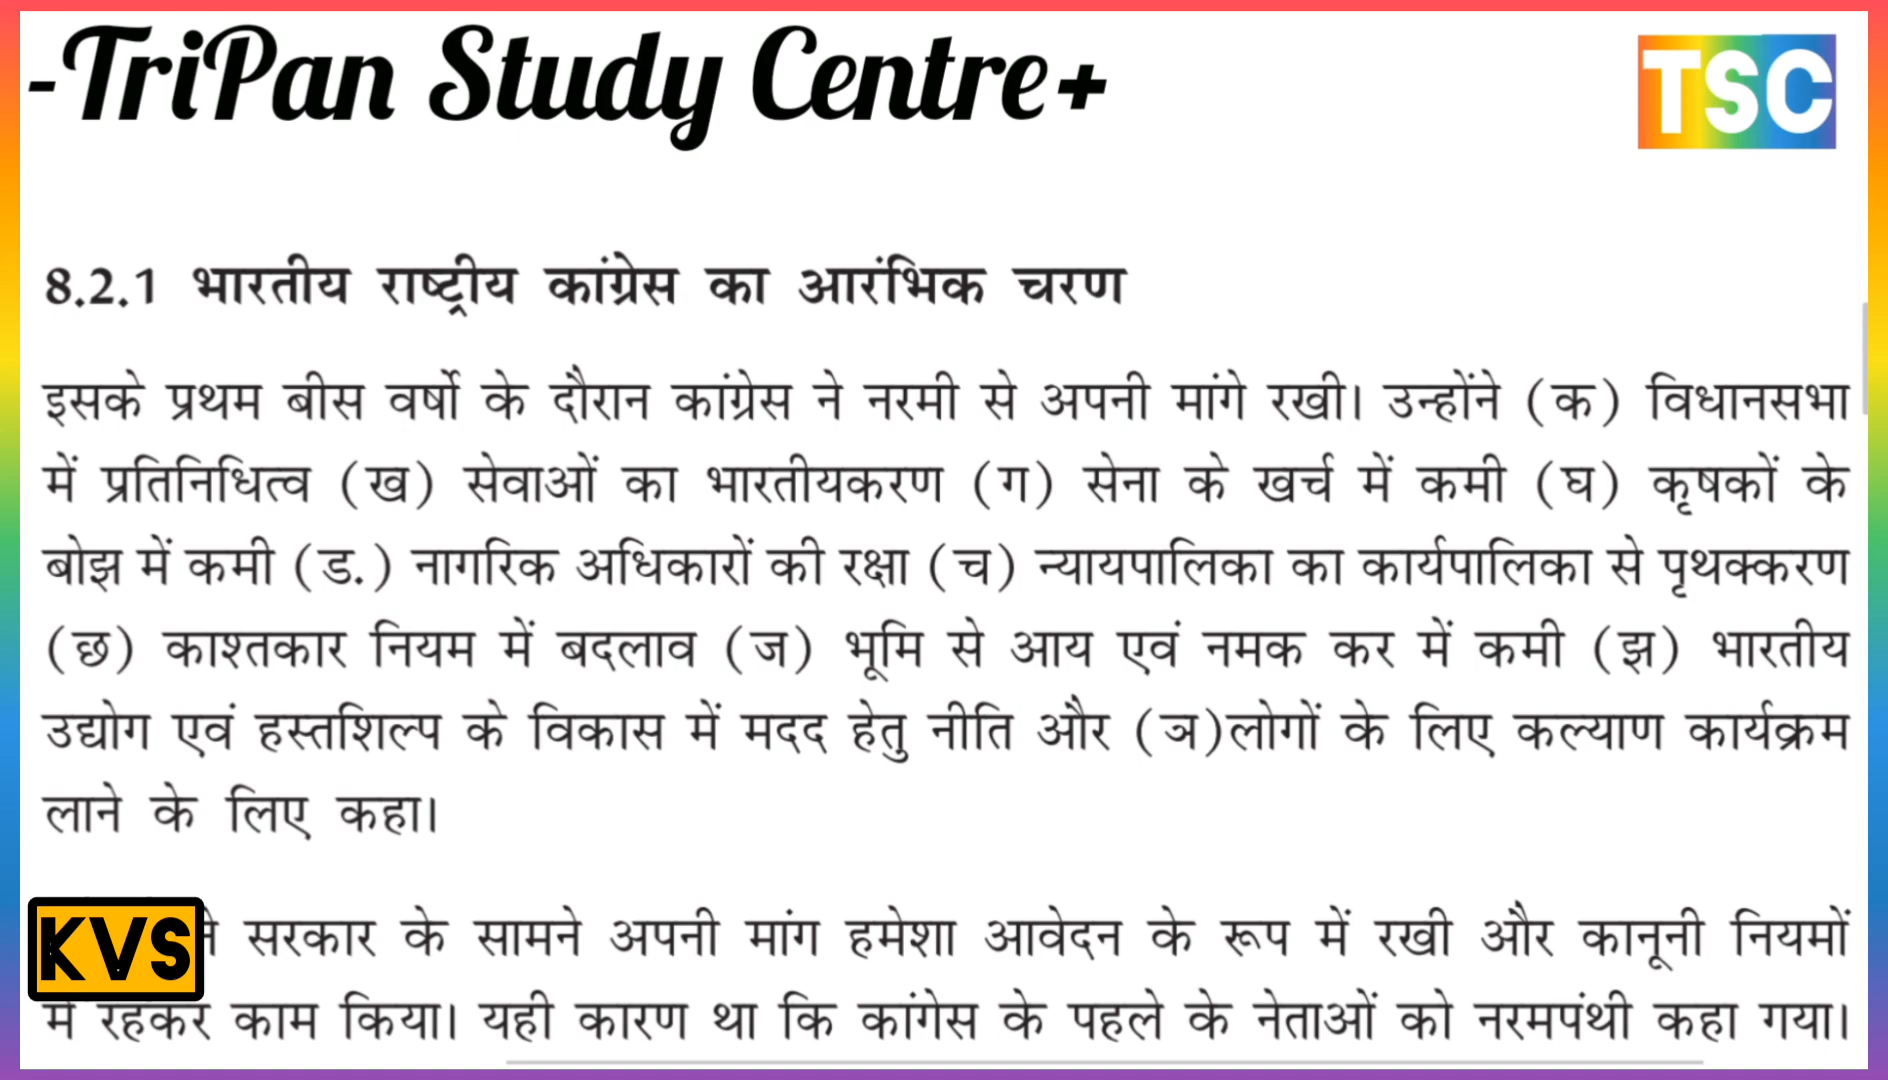 -TriPan Study Centre+
TSC
8.2.1 भारतीय राष्ट्रीय कांग्रेस का आरंभिक चरण
इसके प्रथम बीस वर्षो के दौरान कांग्रेस ने नरमी से अपनी मांगे रखी। उन्होंने (क) विधानसभा
में प्रतिनिधित्व (ख) सेवाओं का भारतीयकरण (ग) सेना के खर्च में कमी (घ) कृषकों के
बोझ में कमी (ड.) नागरिक अधिकारों की रक्षा (च) न्यायपालिका का कार्यपालिका से पृथक्करण
(छ) काश्तकार नियम में बदलाव (ज) भूमि से आय एवं नमक कर में कमी (झ) भारतीय
उद्योग एवं हस्तशिल्प के विकास में मदद हेतु नीति और (ञ)लोगों के लिए कल्याण कार्यक्रम
लाने के लिए कहा।
KVS
सरकार के सामने अपनी मांग हमेशा आवेदन के रूप में रखी और कानूनी नियमों
में रहकर काम किया। यही कारण था कि कांगेस के पहले के नेताओं को नरमपंथी कहा गया।